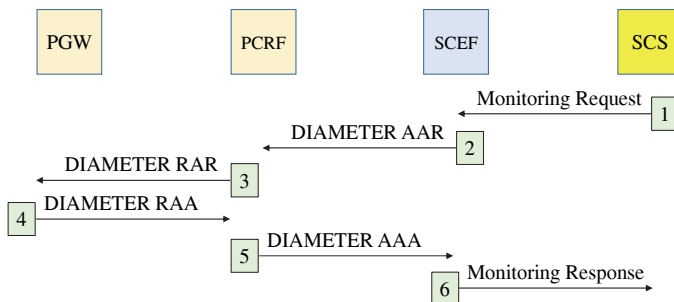 PGW
PCRF
SCEF
SCS
Monitoring Request
1
DIAMETER AAR
2
DIAMETER RAR
3
4
DIAMETER RAA
5
DIAMETER AAA
6
Monitoring Response